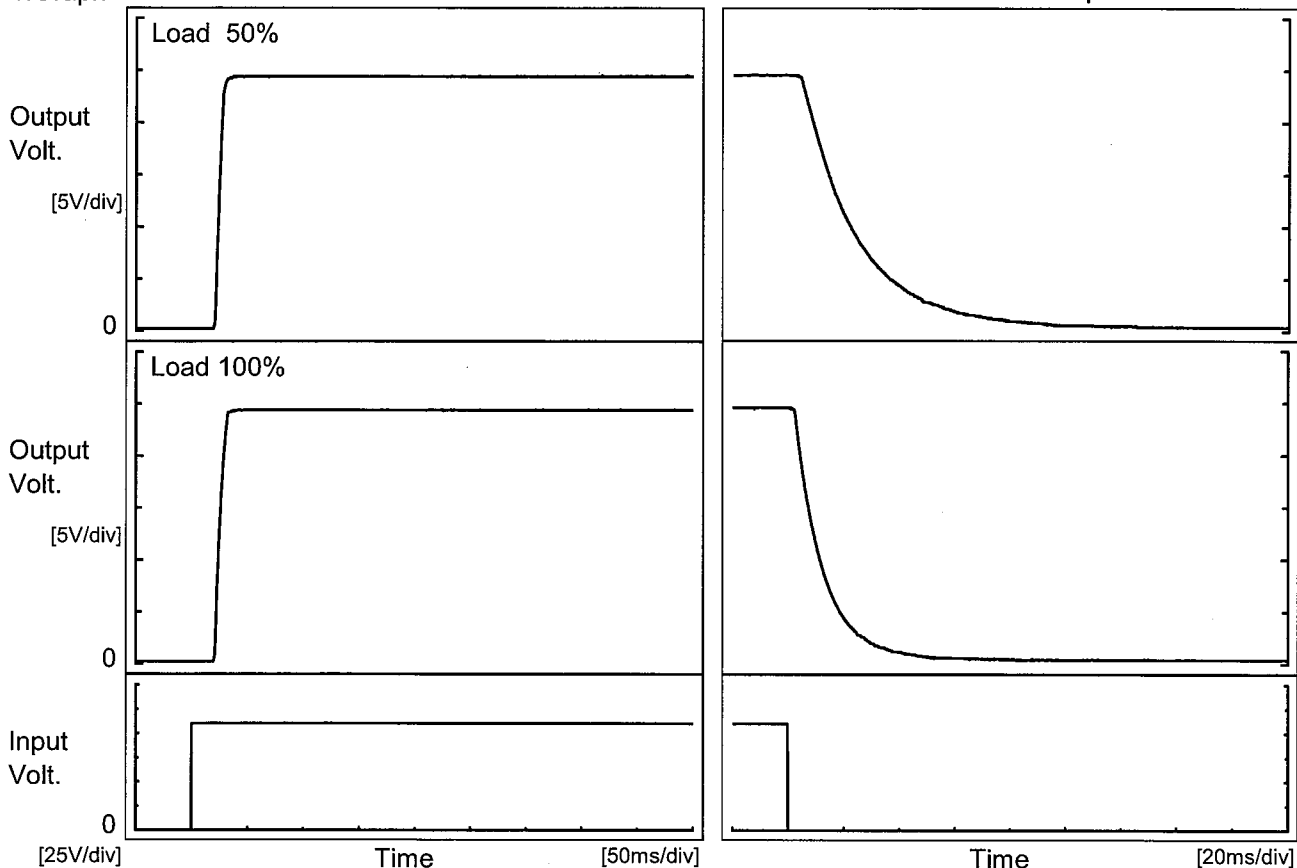 Load 50%
Output
Volt.
[5V/div]
0
Load 100%
Output
Volt.
[5V/div]
0
Input
Volt.
0
[25V/div]
Time
[50ms/div]
Time
[20ms/div]